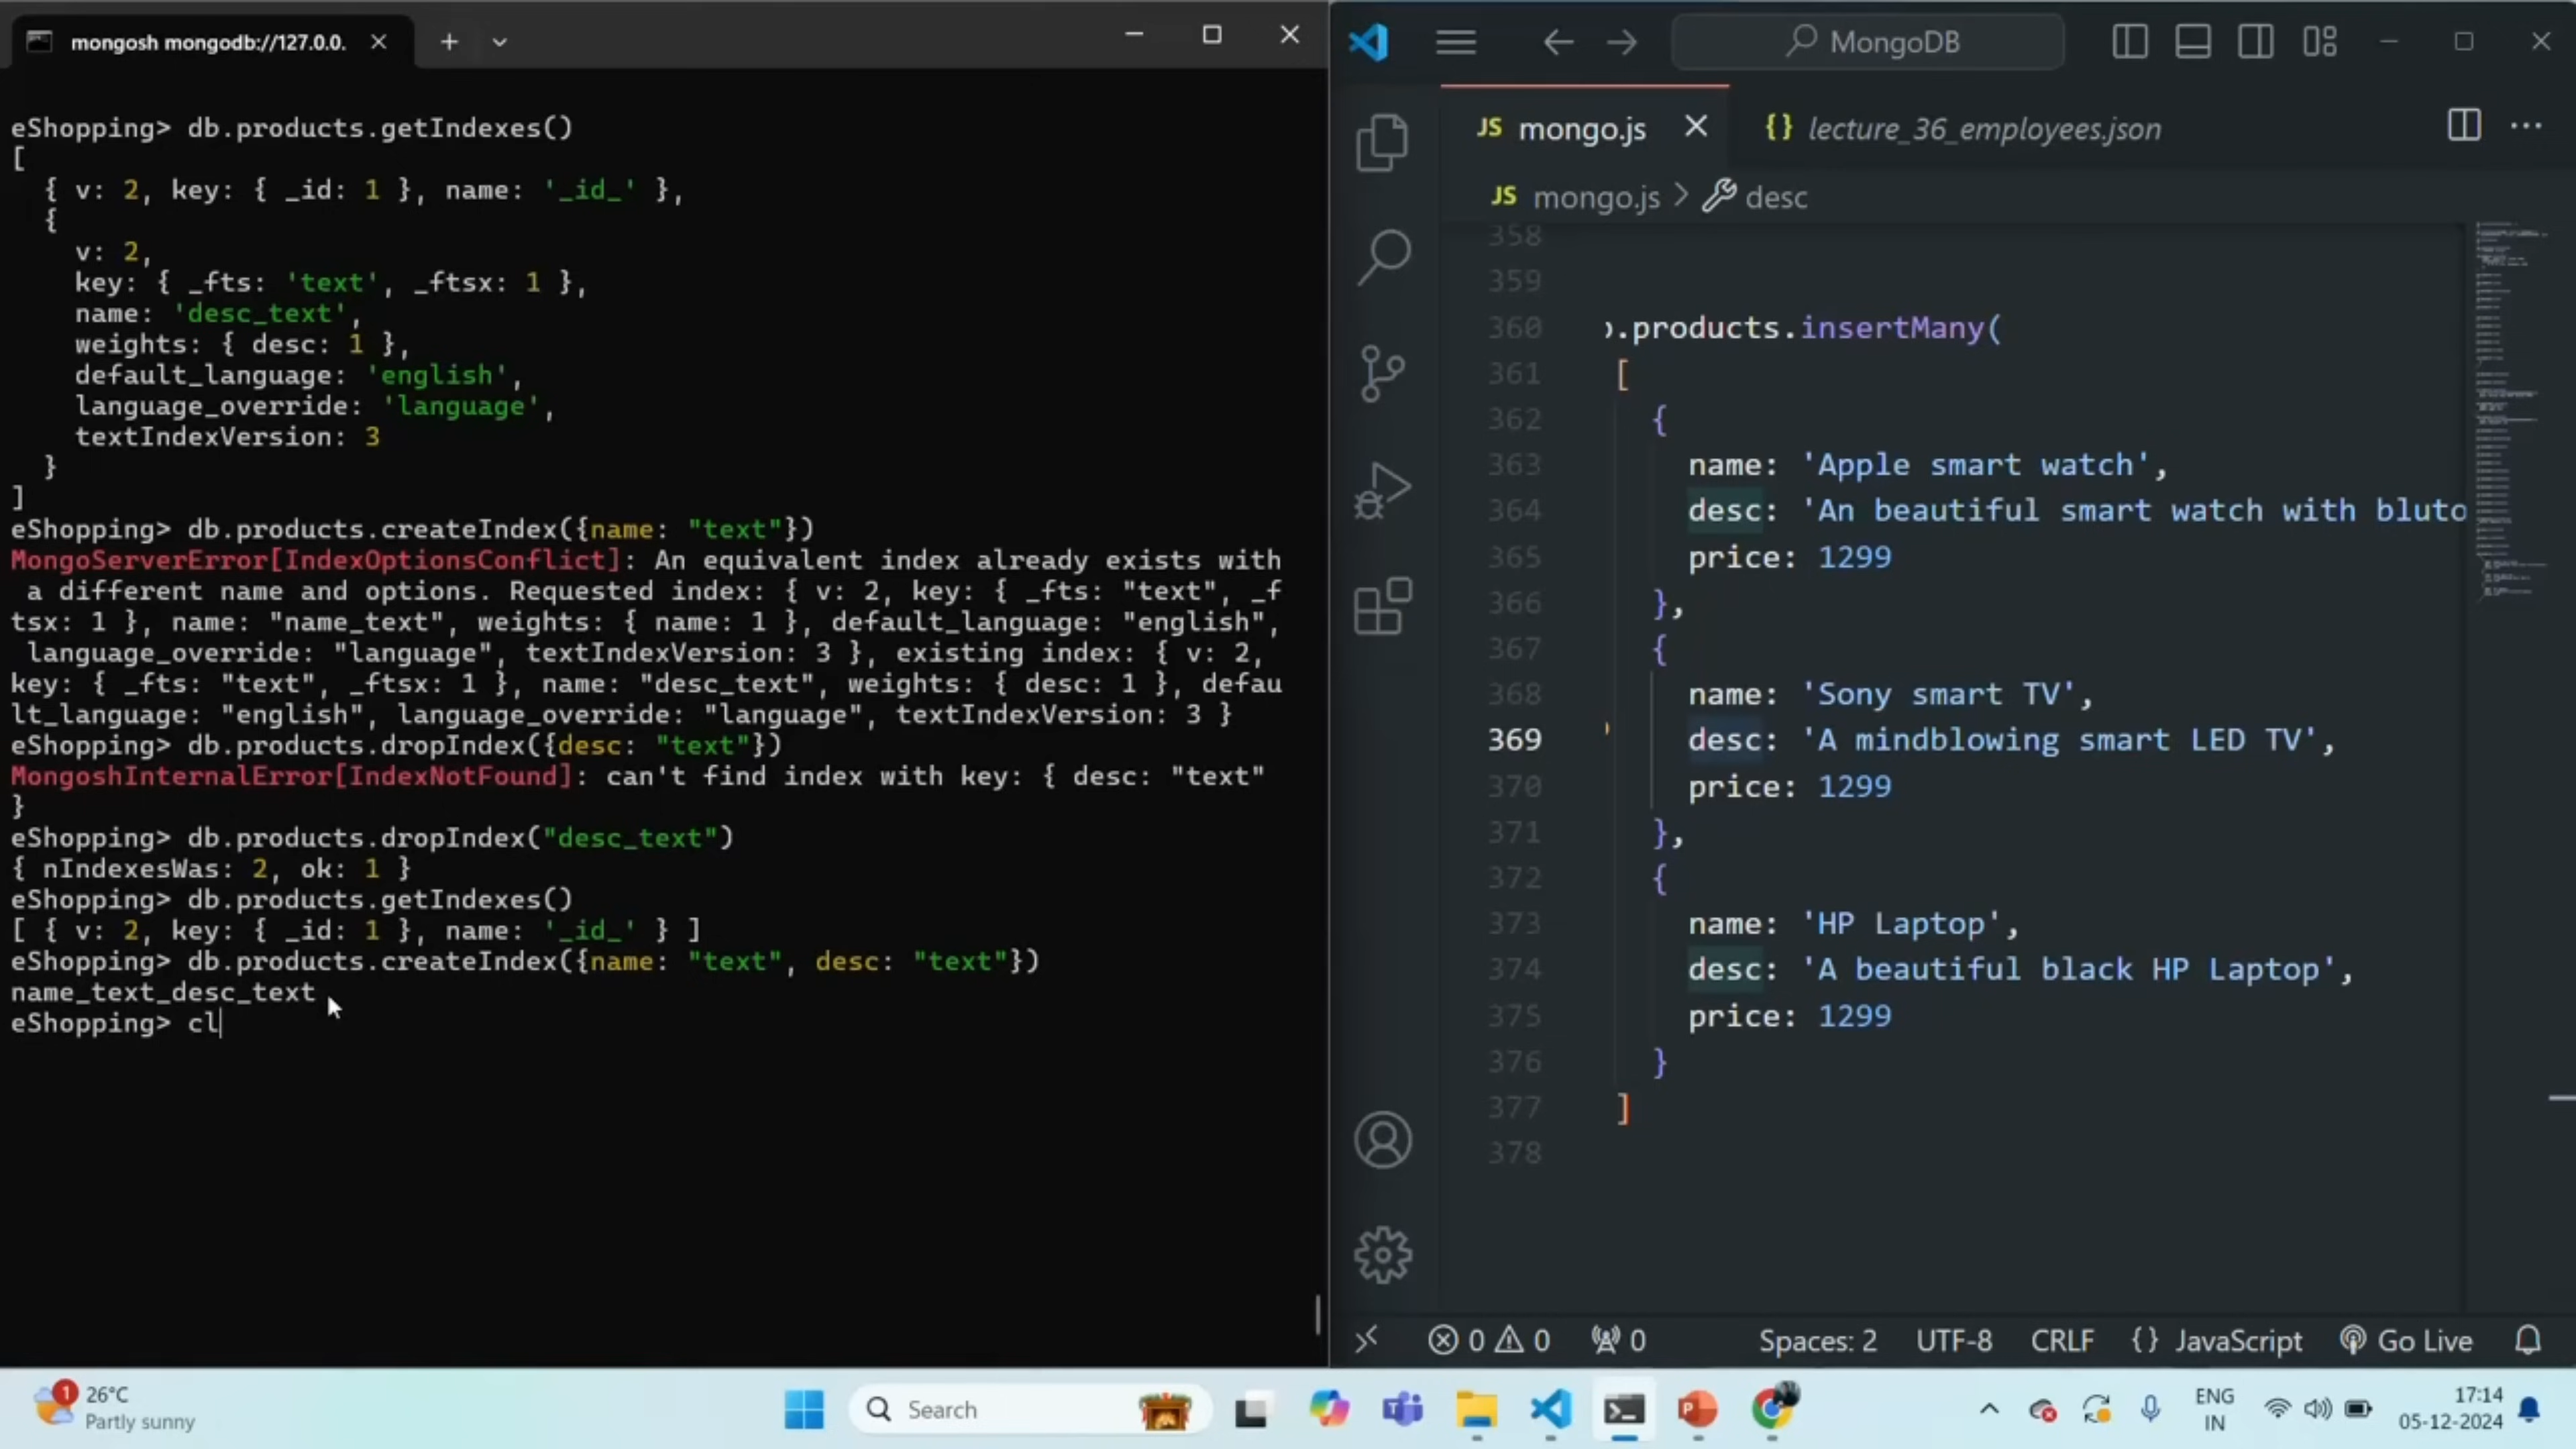 mongosh mongodb://127.0.0.
eShopping> db.products.getIndexes()
[
{ v: 2, key: { _id: 1 }, name: '_id_' },
{
v: 2,
key: { _fts: 'text', _ftsx: 1 },
name: 'desc_text',
weights: { desc: 1 },
default_language: 'english',
language_override: 'language',
textIndexVersion: 3
}
]
eShopping> db.products.createIndex({name: "text"})
MongoServerError[IndexOptionsConflict]: An equivalent index already exists with
a different name and options. Requested index: { v: 2, key: { _fts: "text", _f
tsx: 1 }, name: "name_text", weights: { name: 1 }, default_language: "english",
language_override: "language", textIndexVersion: 3 }, existing index: { v: 2,
key: { _fts: "text", _ftsx: 1 }, name: "desc_text", weights: { desc: 1 }, defau
lt_language: "english", language_override: "language", textIndexVersion: 3 }
eShopping> db.products.dropIndex({desc: "text"})
MongoshInternalError[IndexNotFound]: can't find index with key: { desc: "text"
}
eShopping> db.products.dropIndex("desc_text")
{ nIndexesWas: 2, ok: 1 }
eShopping> db.products.getIndexes()
[ { v: 2, key: { _id: 1 }, name: '_id_' } ]
eShopping> db.products.createIndex({name: "text", desc: "text"})
name_text_desc_text
eShopping> cl
MongoDB
JS mongo.js {} lecture_36_employees.json
JS mongo.js > desc
358
359
360 .products.insertMany(
361 [
362 {
363 name: 'Apple smart watch',
364 desc: 'An beautiful smart watch with bluto
365 price: 1299
366 },
367 {
368 name: 'Sony smart TV',
369 desc: 'A mindblowing smart LED TV',
370 price: 1299
371 },
372 {
373 name: 'HP Laptop',
374 desc: 'A beautiful black HP Laptop',
375 price: 1299
376 }
377 ]
378
0 0 0 Spaces: 2 UTF-8 CRLF {} JavaScript Go Live
1 26°C
Partly sunny
Search
ENG
IN
17:14
05-12-2024